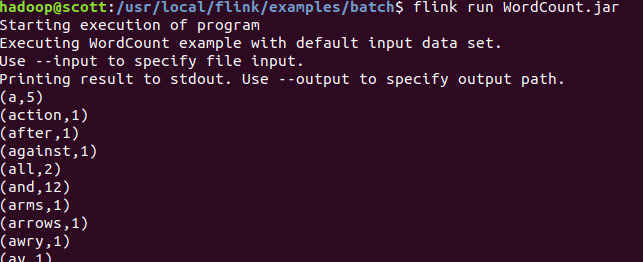 hadoop@scott:/usr/local/flink/examples/batch$ flink run WordCount.jar
Starting execution of program
Executing WordCount example with default input data set.
Use --input to specify file input.
Printing result to stdout. Use --output to specify output path.
(a,5)
(action,1)
(after,1)
(against,1)
(all,2)
(and,12)
(arms,1)
(arrows,1)
(awry,1)
(ay,1)